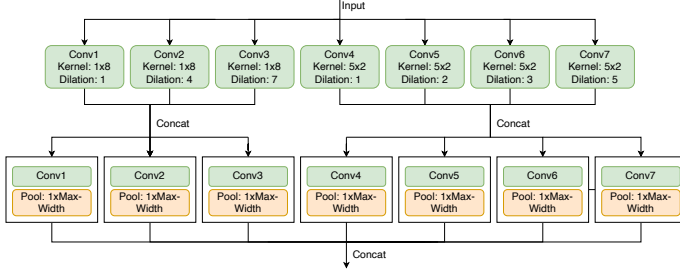 Input
Conv1
Kernel: 1x8
Dilation: 1
Conv2
Kernel: 1x8
Dilation: 4
Conv3
Kernel: 1x8
Dilation: 7
Conv4
Kernel: 5x2
Dilation: 1
Conv5
Kernel: 5x2
Dilation: 2
Conv6
Kernel: 5x2
Dilation: 3
Conv7
Kernel: 5x2
Dilation: 5
Concat
Concat
Conv1
Pool: 1xMax-
Width
Conv2
Pool: 1xMax-
Width
Conv3
Pool: 1xMax-
Width
Conv4
Pool: 1xMax-
Width
Conv5
Pool: 1xMax-
Width
Conv6
Pool: 1xMax-
Width
Conv7
Pool: 1xMax-
Width
Concat